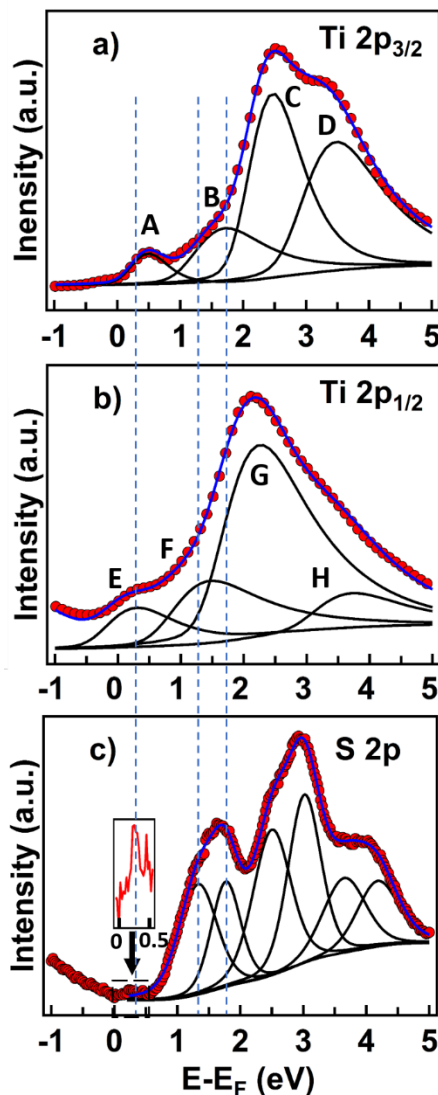 a) Ti 2p3/2
Inensity (a.u.)
A
B
C
D
-1 0 1 2 3 4 5
b) Ti 2p1/2
Intensity (a.u.)
E
F
G
H
-1 0 1 2 3 4 5
c) S 2p
Intensity (a.u.)
0 0.5
-1 0 1 2 3 4 5
E-EF (eV)